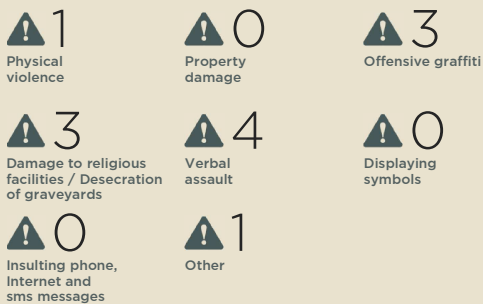 1
Physical
violence
0
Property
damage
3
Offensive graffiti
3
Damage to religious
facilities / Desecration
of graveyards
4
Verbal
assault
0
Displaying
symbols
0
Insulting phone,
Internet and
sms messages
1
Other